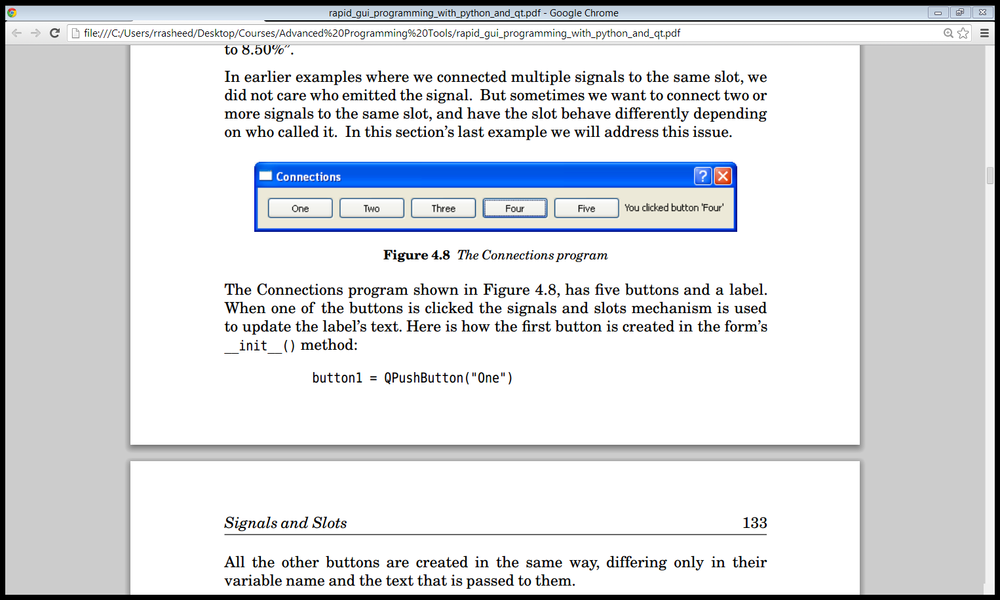 rapid_gui_programming_with_python_and_qt.pdf - Google Chrome
file:///C:/Users/rrasheed/Desktop/Courses/Advanced%20Programming%20Tools/rapid_gui_programming_with_python_and_qt.pdf
to 8.50%”.
In earlier examples where we connected multiple signals to the same slot, we
did not care who emitted the signal. But sometimes we want to connect two or
more signals to the same slot, and have the slot behave differently depending
on who called it. In this section’s last example we will address this issue.
Connections
?
One Two Three Four Five You clicked button 'Four'
Figure 4.8 The Connections program
The Connections program shown in Figure 4.8, has five buttons and a label.
When one of the buttons is clicked the signals and slots mechanism is used
to update the label’s text. Here is how the first button is created in the form’s
__init__() method:
button1 = QPushButton("One")
Signals and Slots 133
All the other buttons are created in the same way, differing only in their
variable name and the text that is passed to them.